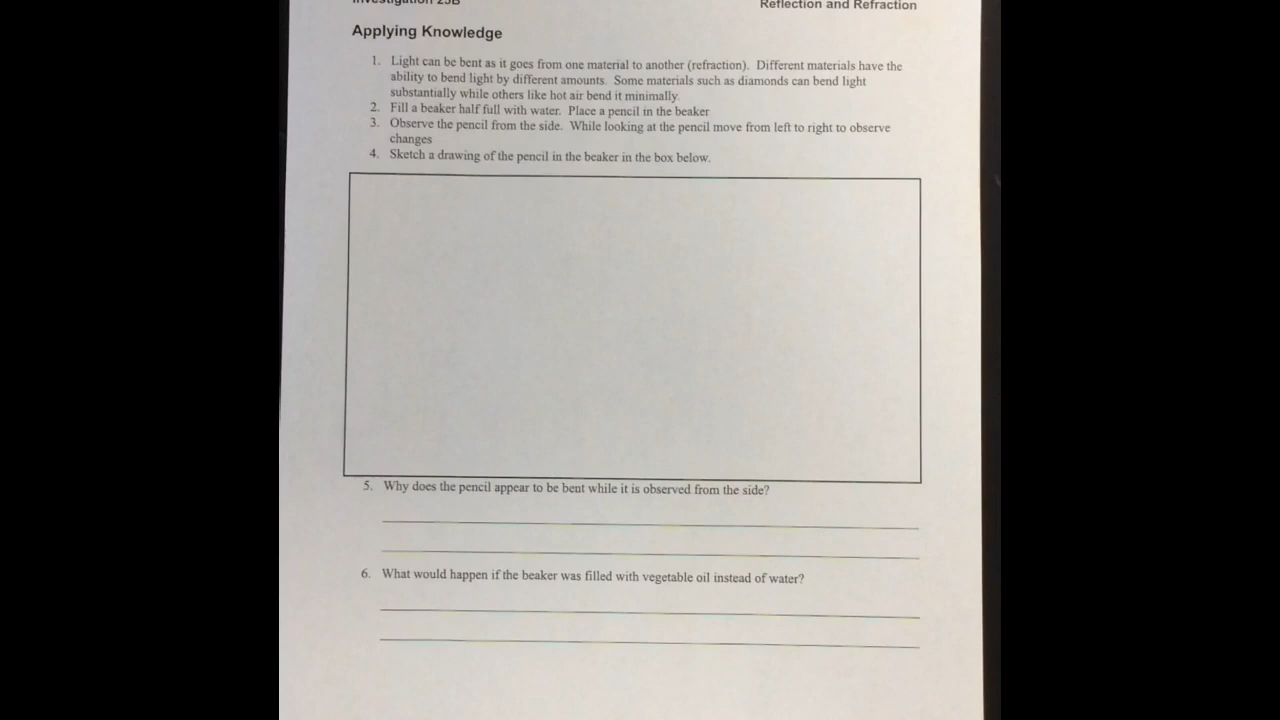 Investigation 23B
Reflection and Refraction
Applying Knowledge
1. Light can be bent as it goes from one material to another (refraction). Different materials have the
ability to bend light by different amounts. Some materials such as diamonds can bend light
substantially while others like hot air bend it minimally.
2. Fill a beaker half full with water. Place a pencil in the beaker
3. Observe the pencil from the side. While looking at the pencil move from left to right to observe
changes
4. Sketch a drawing of the pencil in the beaker in the box below.
5. Why does the pencil appear to be bent while it is observed from the side?
6. What would happen if the beaker was filled with vegetable oil instead of water?